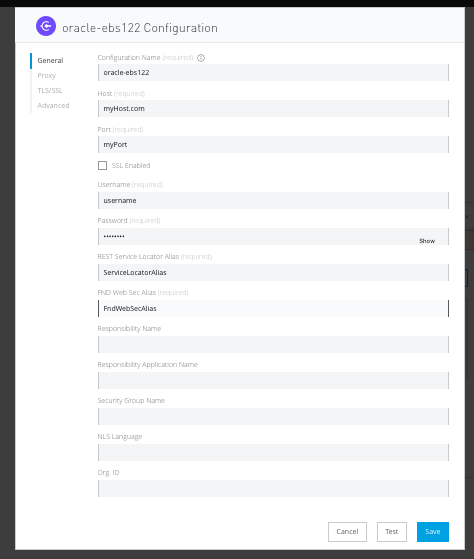 oracle-ebs122 Configuration
General
Proxy
TLS/SSL
Advanced
Configuration Name (required)
oracle-ebs122
Host (required)
myHost.com
Port (required)
myPort
SSL Enabled
Username (required)
username
Password (required)
••••••••
Show
REST Service Locator Alias (required)
ServiceLocatorAlias
FND Web Sec Alias (required)
FndWebSecAlias
Responsibility Name
Responsibility Application Name
Security Group Name
NLS Language
Org. ID
Cancel
Test
Save